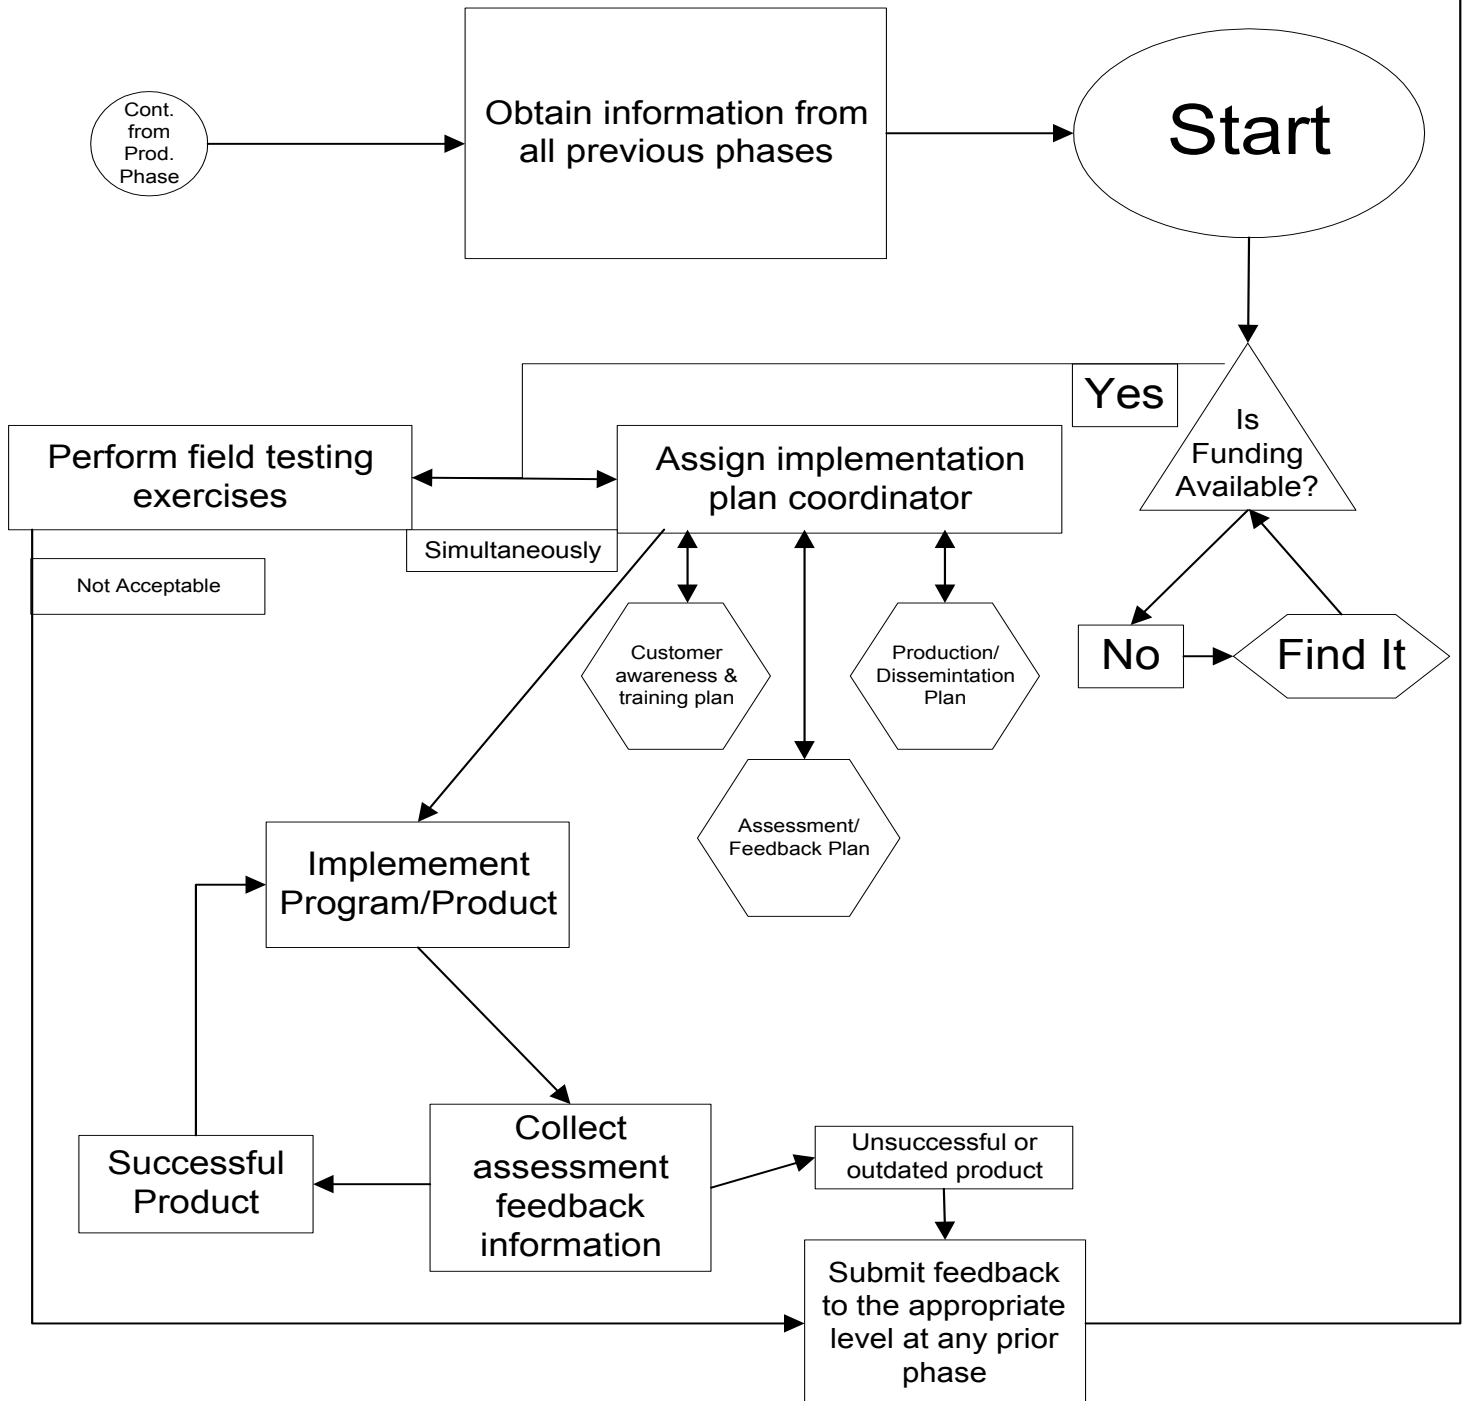 Cont.
from
Prod.
Phase
Obtain information from
all previous phases
Start
Yes
Is
Funding
Available?
Perform field testing
exercises
Assign implementation
plan coordinator
Simultaneously
Not Acceptable
Customer
awareness &
training plan
Production/
Dissemintation
Plan
No
Find It
Assessment/
Feedback Plan
Implemement
Program/Product
Collect
assessment
feedback
information
Successful
Product
Unsuccessful or
outdated product
Submit feedback
to the appropriate
level at any prior
phase